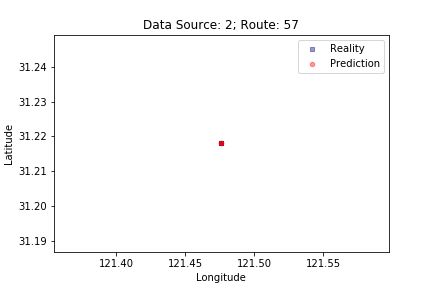 Data Source: 2; Route: 57
Reality
Prediction
31.24
31.23
31.22
31.21
31.20
31.19
Latitude
121.40 121.45 121.50 121.55
Longitude